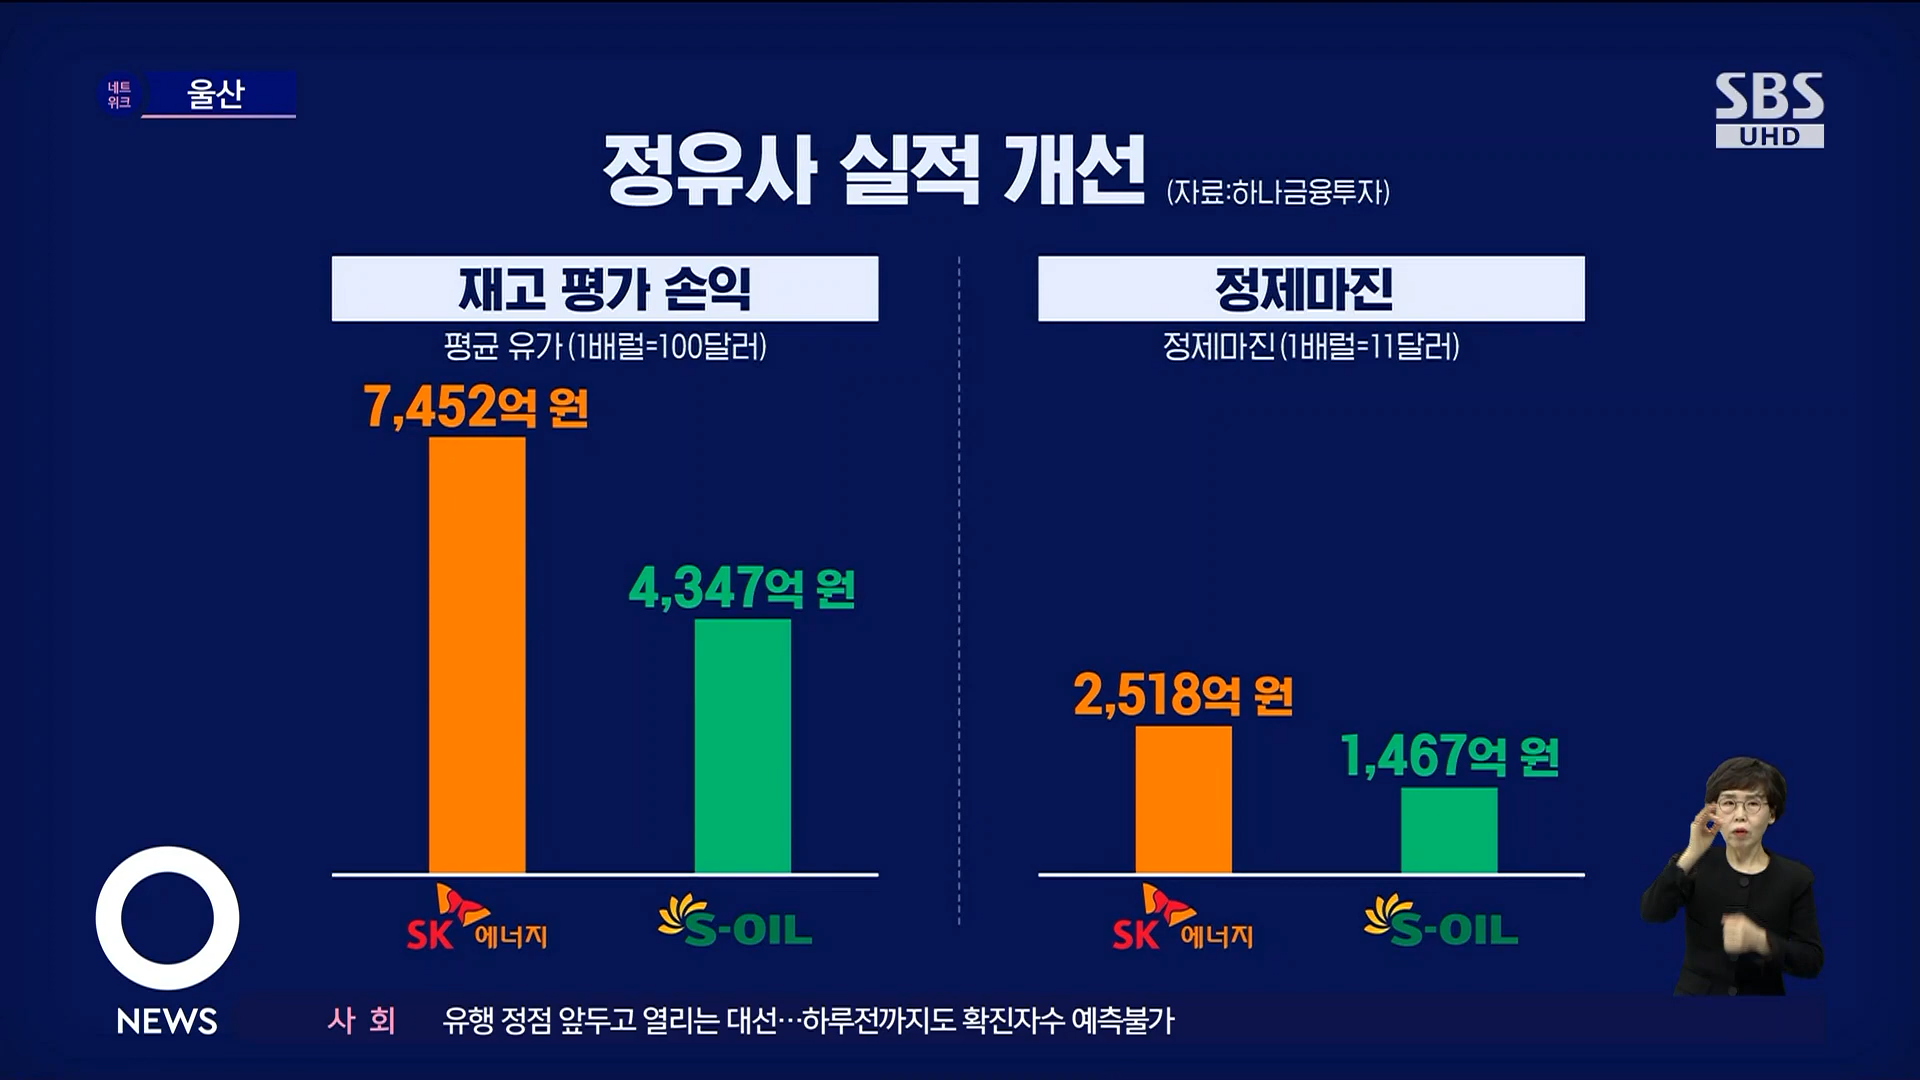 네트
위크
울산
SBS
UHD
정유사 실적 개선 (자료:하나금융투자)
재고 평가 손익
평균 유가(1배럴=100달러)
7,452억 원
4,347억 원
SK에너지
S-OIL
정제마진
정제마진(1배럴=11달러)
2,518억 원
1,467억 원
SK에너지
S-OIL
O NEWS
사회 유행 정점 앞두고 열리는 대선…하루전까지도 확진자수 예측불가